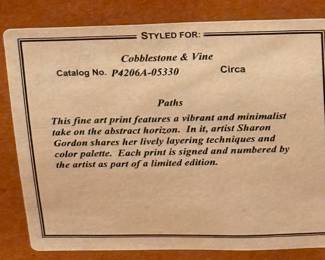 STYLED FOR:
Cobblestone & Vine
Catalog No. P4206A-05330 Circa
Paths
This fine art print features a vibrant and minimalist
take on the abstract horizon. In it, artist Sharon
Gordon shares her lively layering techniques and
color palette. Each print is signed and numbered by
the artist as part of a limited edition.